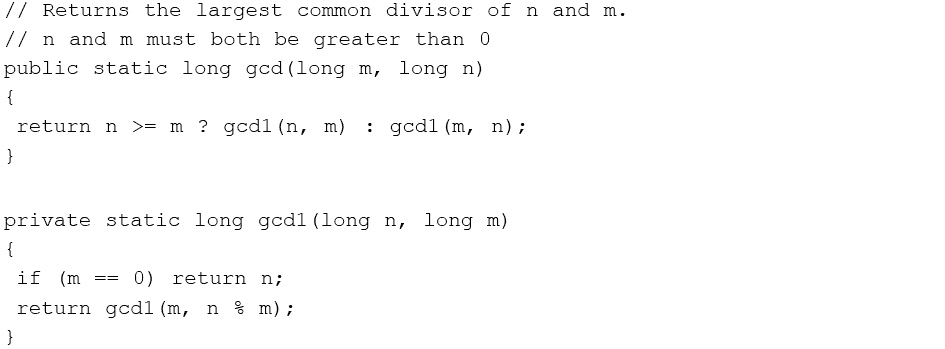 // Returns the largest common divisor of n and m.
// n and m must both be greater than 0
public static long gcd(long m, long n)
{
return n >= m ? gcd1(n, m) : gcd1(m, n);
}
private static long gcd1(long n, long m)
{
if (m == 0) return n;
return gcd1(m, n % m);
}